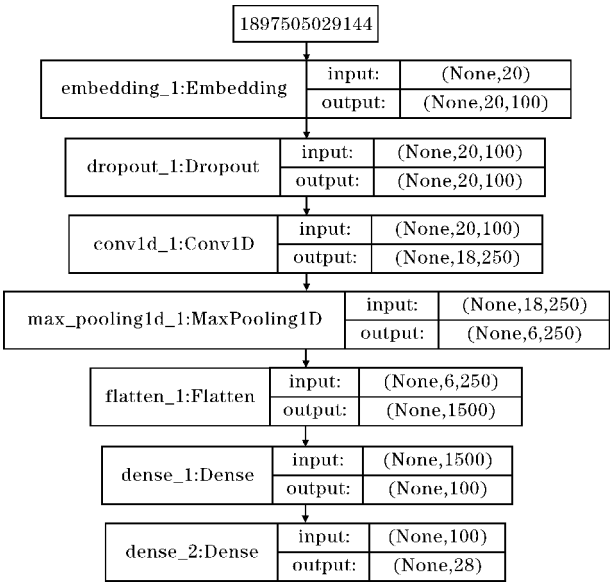 1897505029144
embedding_1:Embedding
input: (None,20)
output: (None,20,100)
dropout_1:Dropout
input: (None,20,100)
output: (None,20,100)
conv1d_1:Conv1D
input: (None,20,100)
output: (None,18,250)
max_pooling1d_1:MaxPooling1D
input: (None,18,250)
output: (None,6,250)
flatten_1:Flatten
input: (None,6,250)
output: (None,1500)
dense_1:Dense
input: (None,1500)
output: (None,100)
dense_2:Dense
input: (None,100)
output: (None,28)